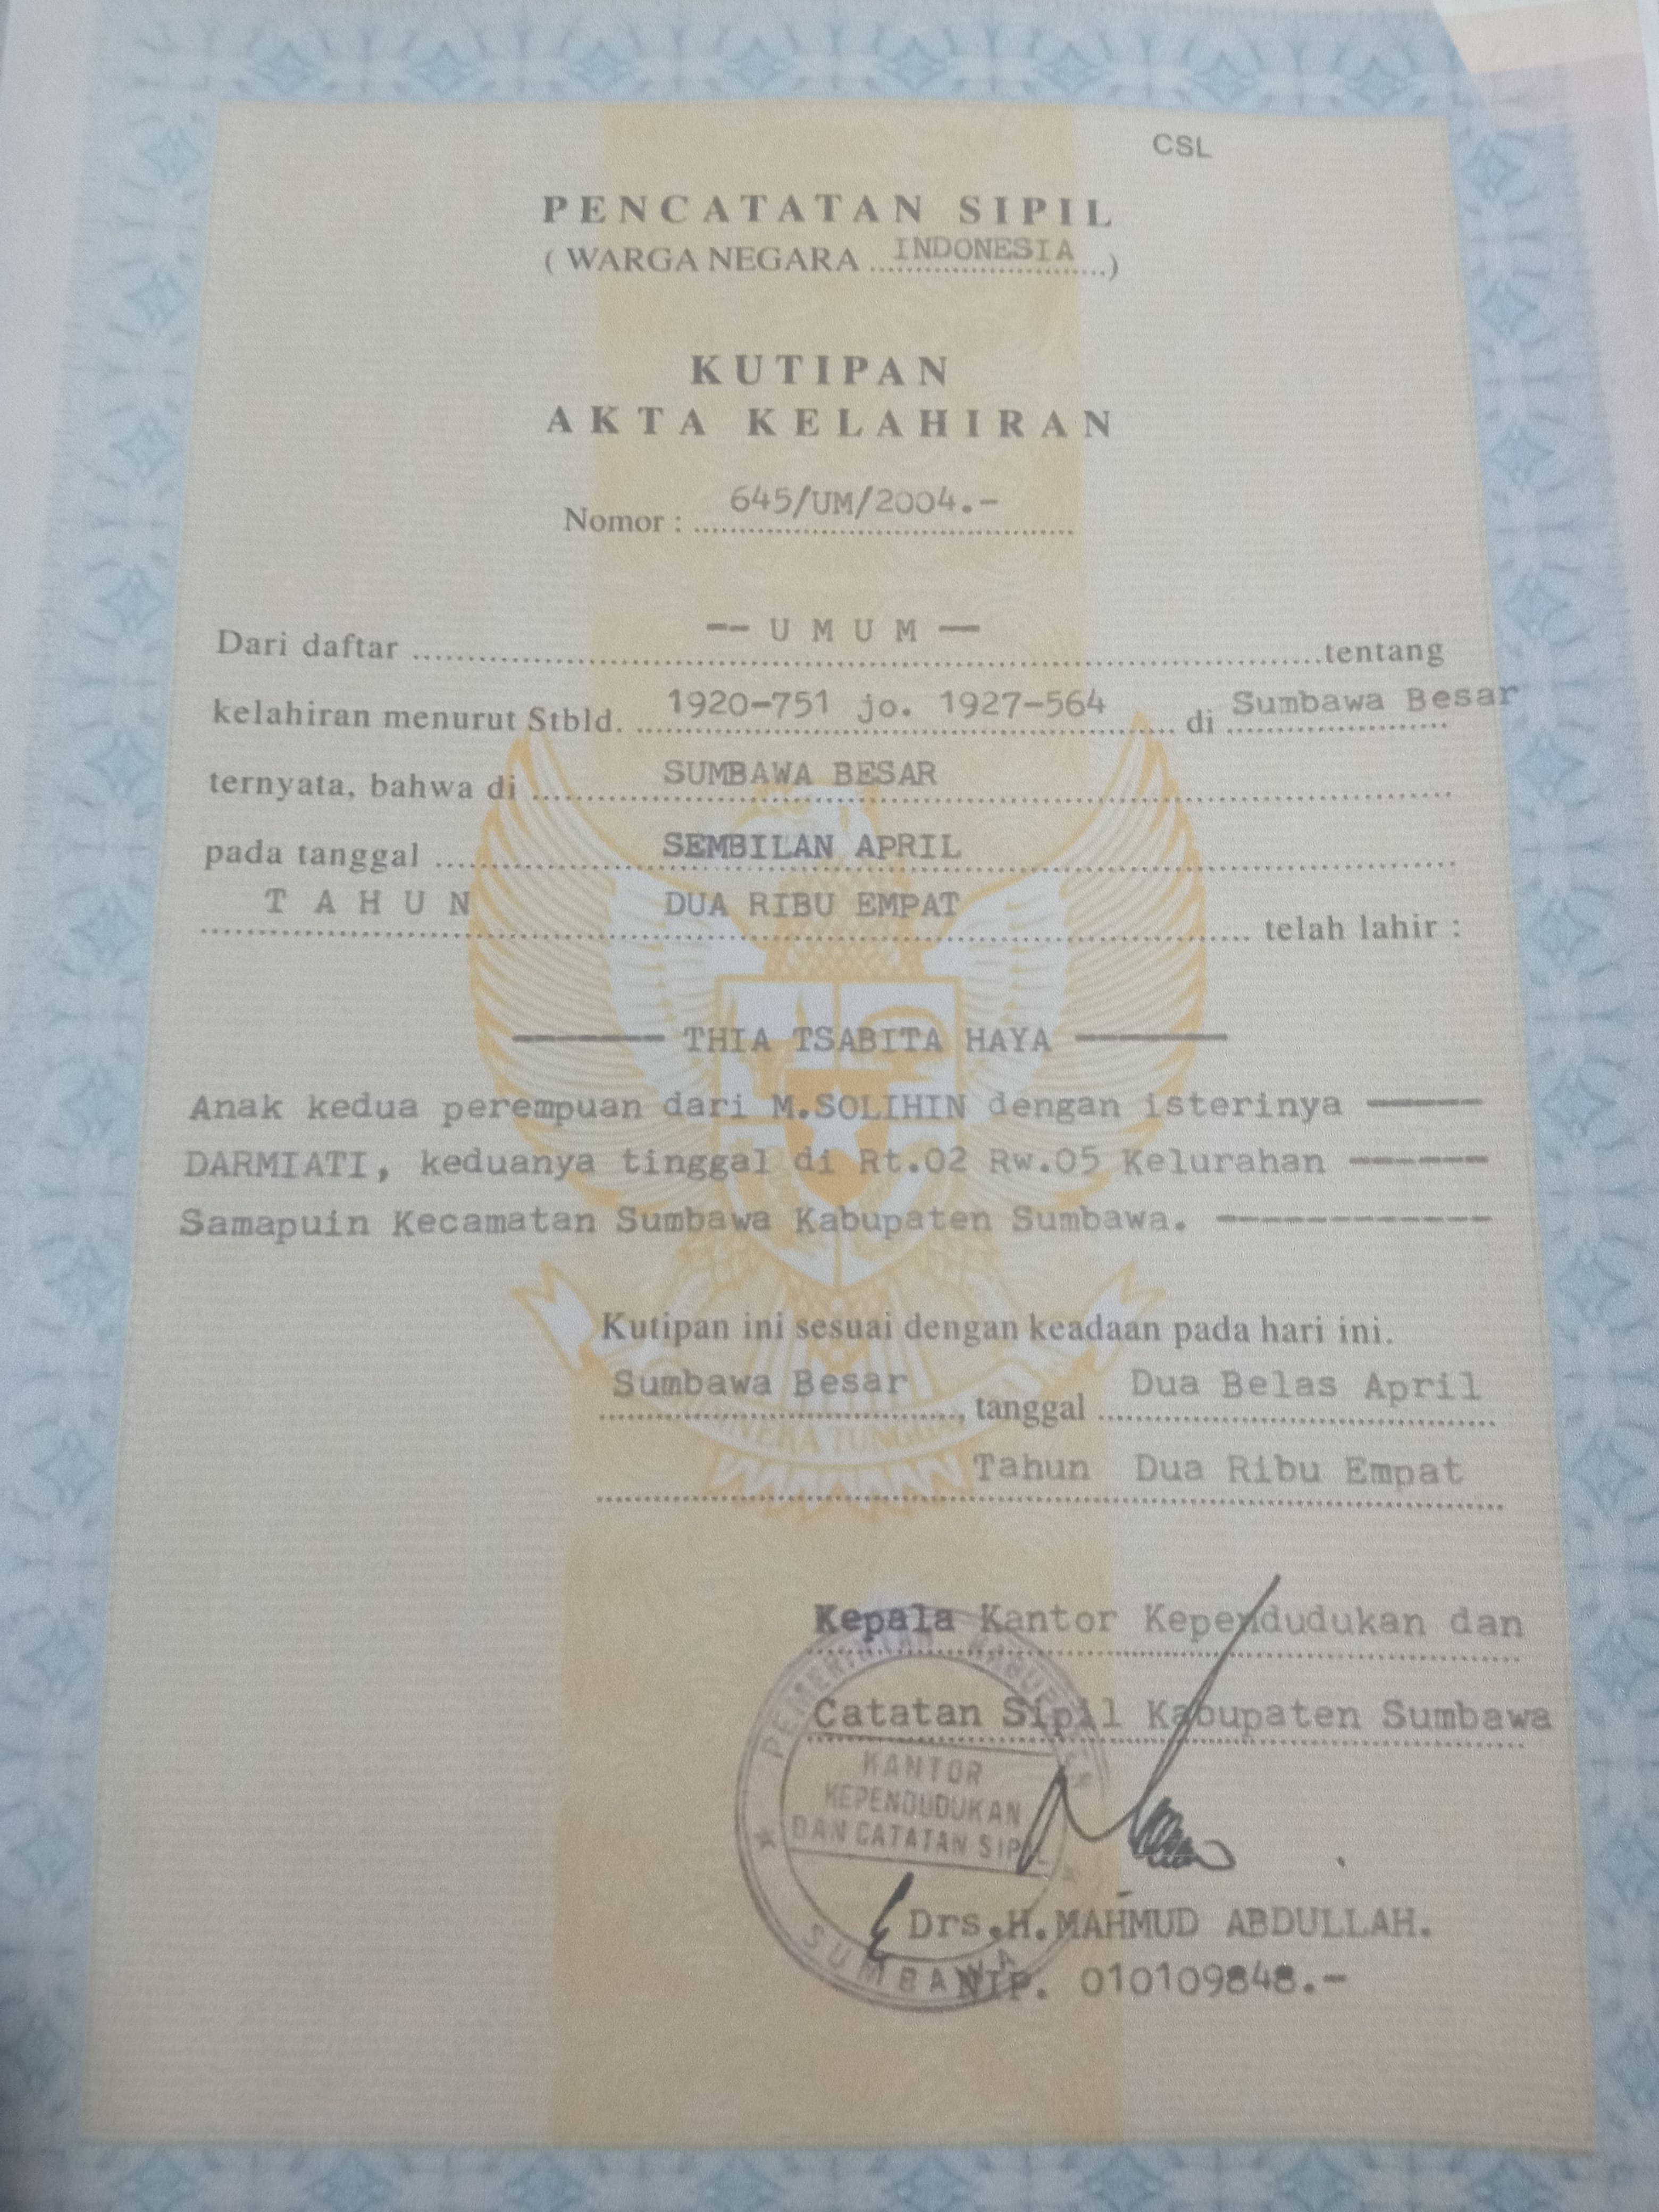 CSL
PENCATATAN SIPIL
( WARGA NEGARA INDONESIA )
KUTIPAN
AKTA KELAHIRAN
Nomor : 645/UM/2004.-
Dari daftar -- U M U M -- tentang
kelahiran menurut Stbld. 1920-751 jo. 1927-564 di Sumbawa Besar
ternyata, bahwa di SUMBAWA BESAR
pada tanggal SEMBILAN APRIL
T A H U N DUA RIBU EMPAT telah lahir :
THIA TSABITA HAYA
Anak kedua perempuan dari M.SOLIHIN dengan isterinya
DARMIATI, keduanya tinggal di Rt.02 Rw.05 Kelurahan
Samapuin Kecamatan Sumbawa Kabupaten Sumbawa.
Kutipan ini sesuai dengan keadaan pada hari ini.
Sumbawa Besar, tanggal Dua Belas April
Tahun Dua Ribu Empat
Kepala Kantor Kependudukan dan
Catatan Sipil Kabupaten Sumbawa
PEMERINTAH KABUPATEN
KANTOR
KEPENDUDUKAN
DAN CATATAN SIPIL
SUMBAWA
Drs.H.MAHMUD ABDULLAH.
NIP. 010109848.-